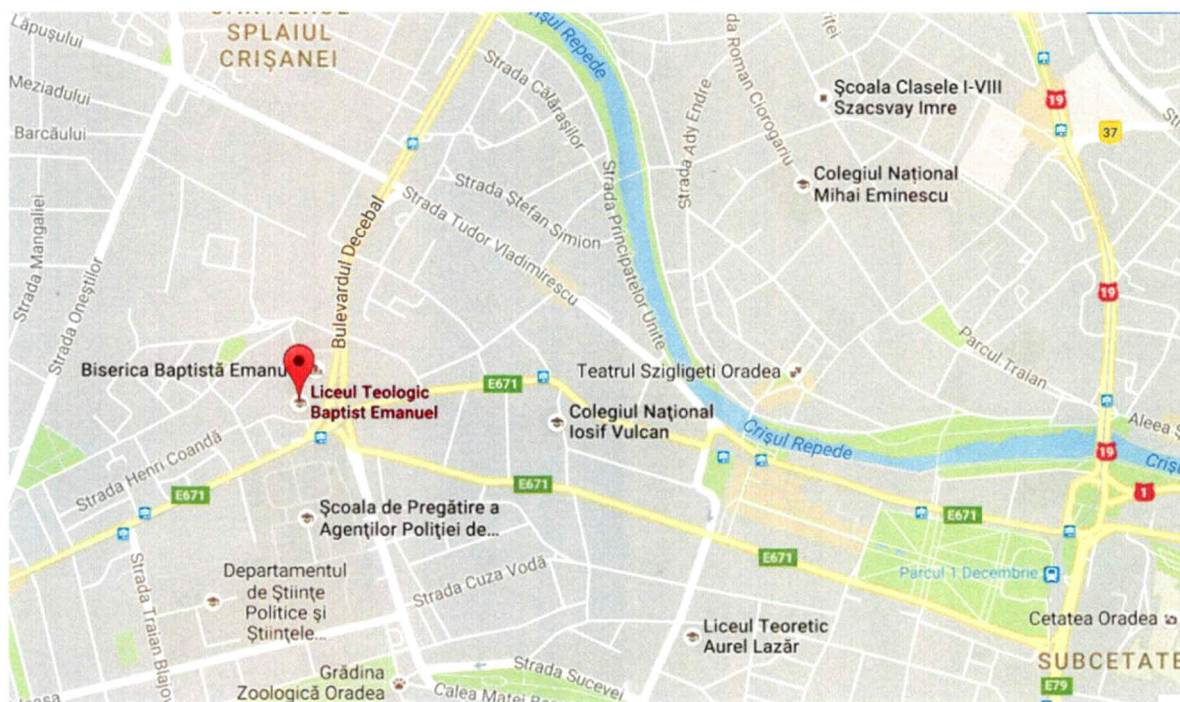 SPLAIUL
CRIȘANEI
Lăpușului
Meziadului
Barcăului
Strada Mangaliei
Strada Oneștilor
Bulevardul Decebal
Strada Călărașilor
Crișul Repede
Strada Ștefan Simion
Strada Tudor Vladimirescu
Strada Principatelor Unite
Strada Ady Endre
Roman Ciorogariu
Școala Clasele I-VIII
Szacsvay Imre
Colegiul Național
Mihai Eminescu
19
37
19
Parcul Traian
Biserica Baptistă
Liceul Teologic
Baptist Emanuel
E671
Teatrul Szigligeti Oradea
Colegiul Național
Iosif Vulcan
Crișul Repede
Aleea
19
1
Strada Henri Coandă
E671
E671
E671
E671
Școala de Pregătire a
Agenților Poliției de...
Parcul 1 Decembrie
Departamentul
de Științe
Politice și
Științele...
Strada Cuza Vodă
Strada Traian
Liceul Teoretic
Aurel Lazăr
Cetatea Oradea
SUBCETATE
E79
Strada Sucevei
Grădina
Zoologică Oradea
Calea Matei